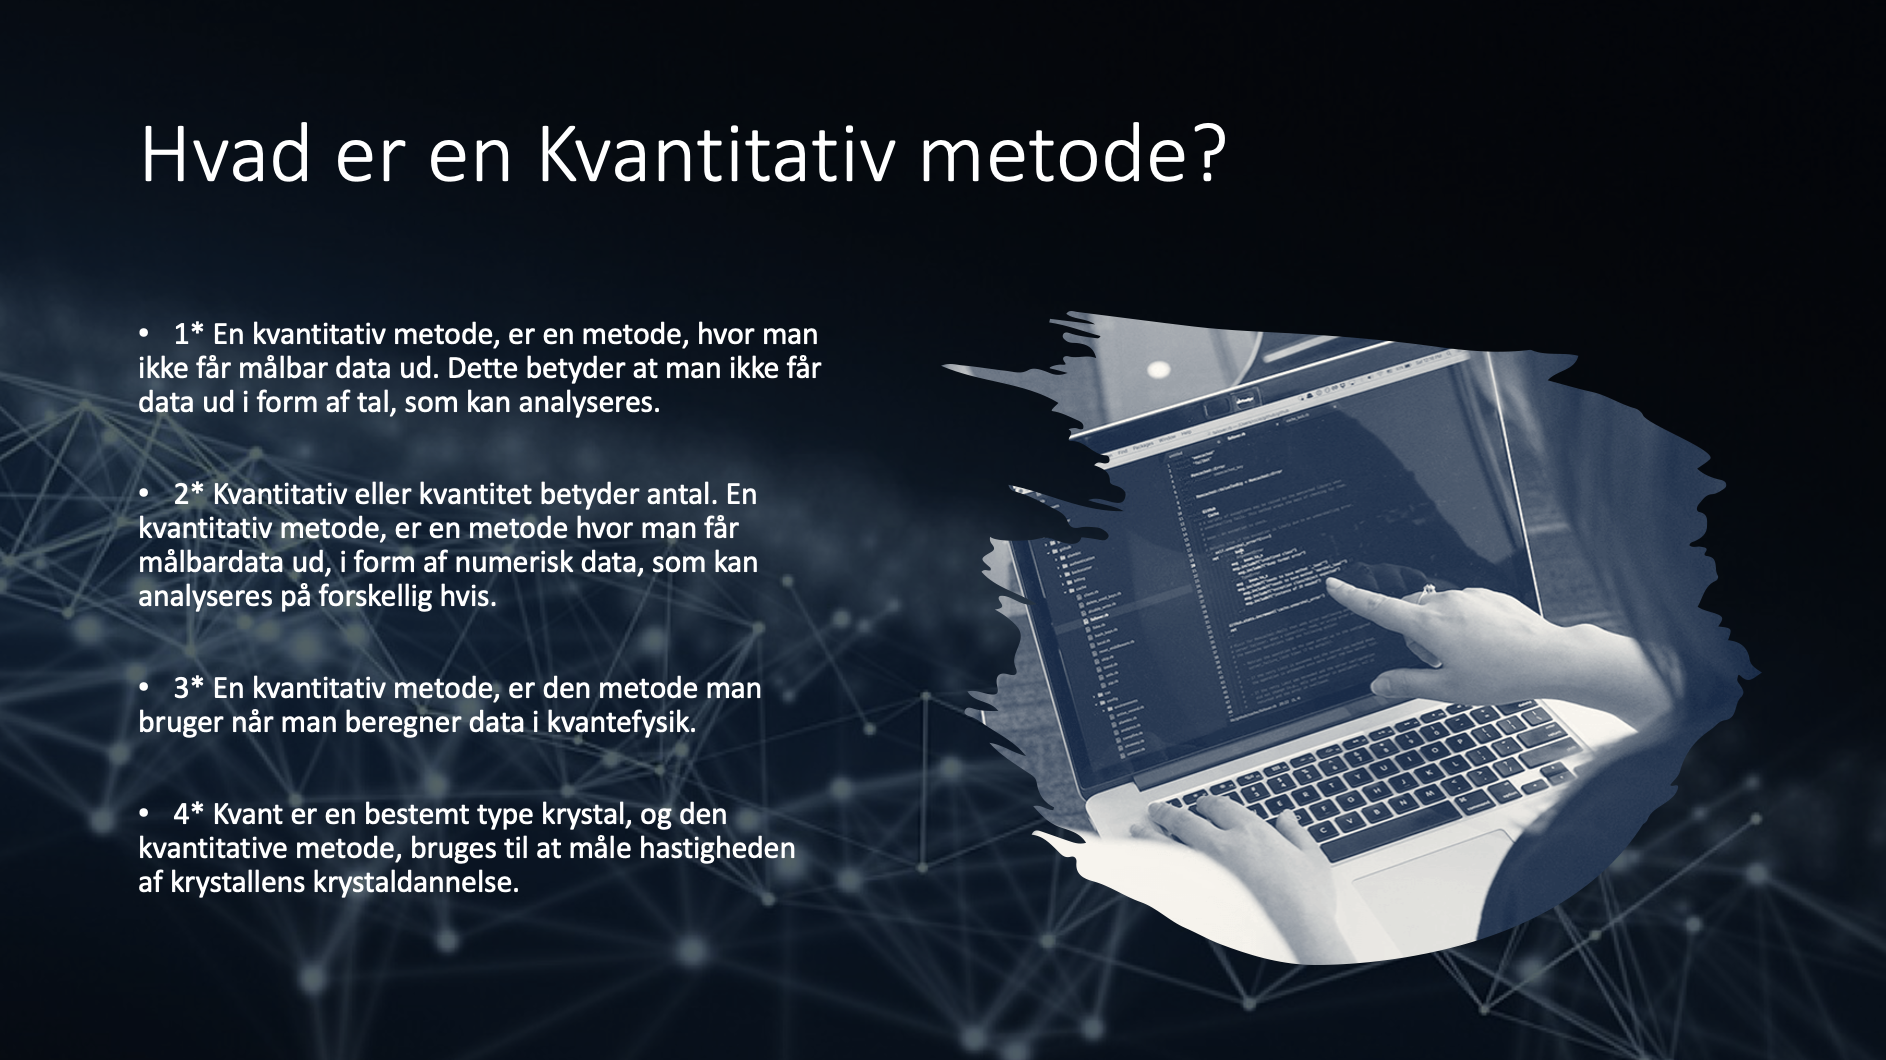 Hvad er en Kvantitativ metode?
• 1* En kvantitativ metode, er en metode, hvor man
ikke får målbar data ud. Dette betyder at man ikke får
data ud i form af tal, som kan analyseres.
• 2* Kvantitativ eller kvantitet betyder antal. En
kvantitativ metode, er en metode hvor man får
målbardata ud, i form af numerisk data, som kan
analyseres på forskellig hvis.
• 3* En kvantitativ metode, er den metode man
bruger når man beregner data i kvantefysik.
• 4* Kvant er en bestemt type krystal, og den
kvantitative metode, bruges til at måle hastigheden
af krystallens krystaldannelse.